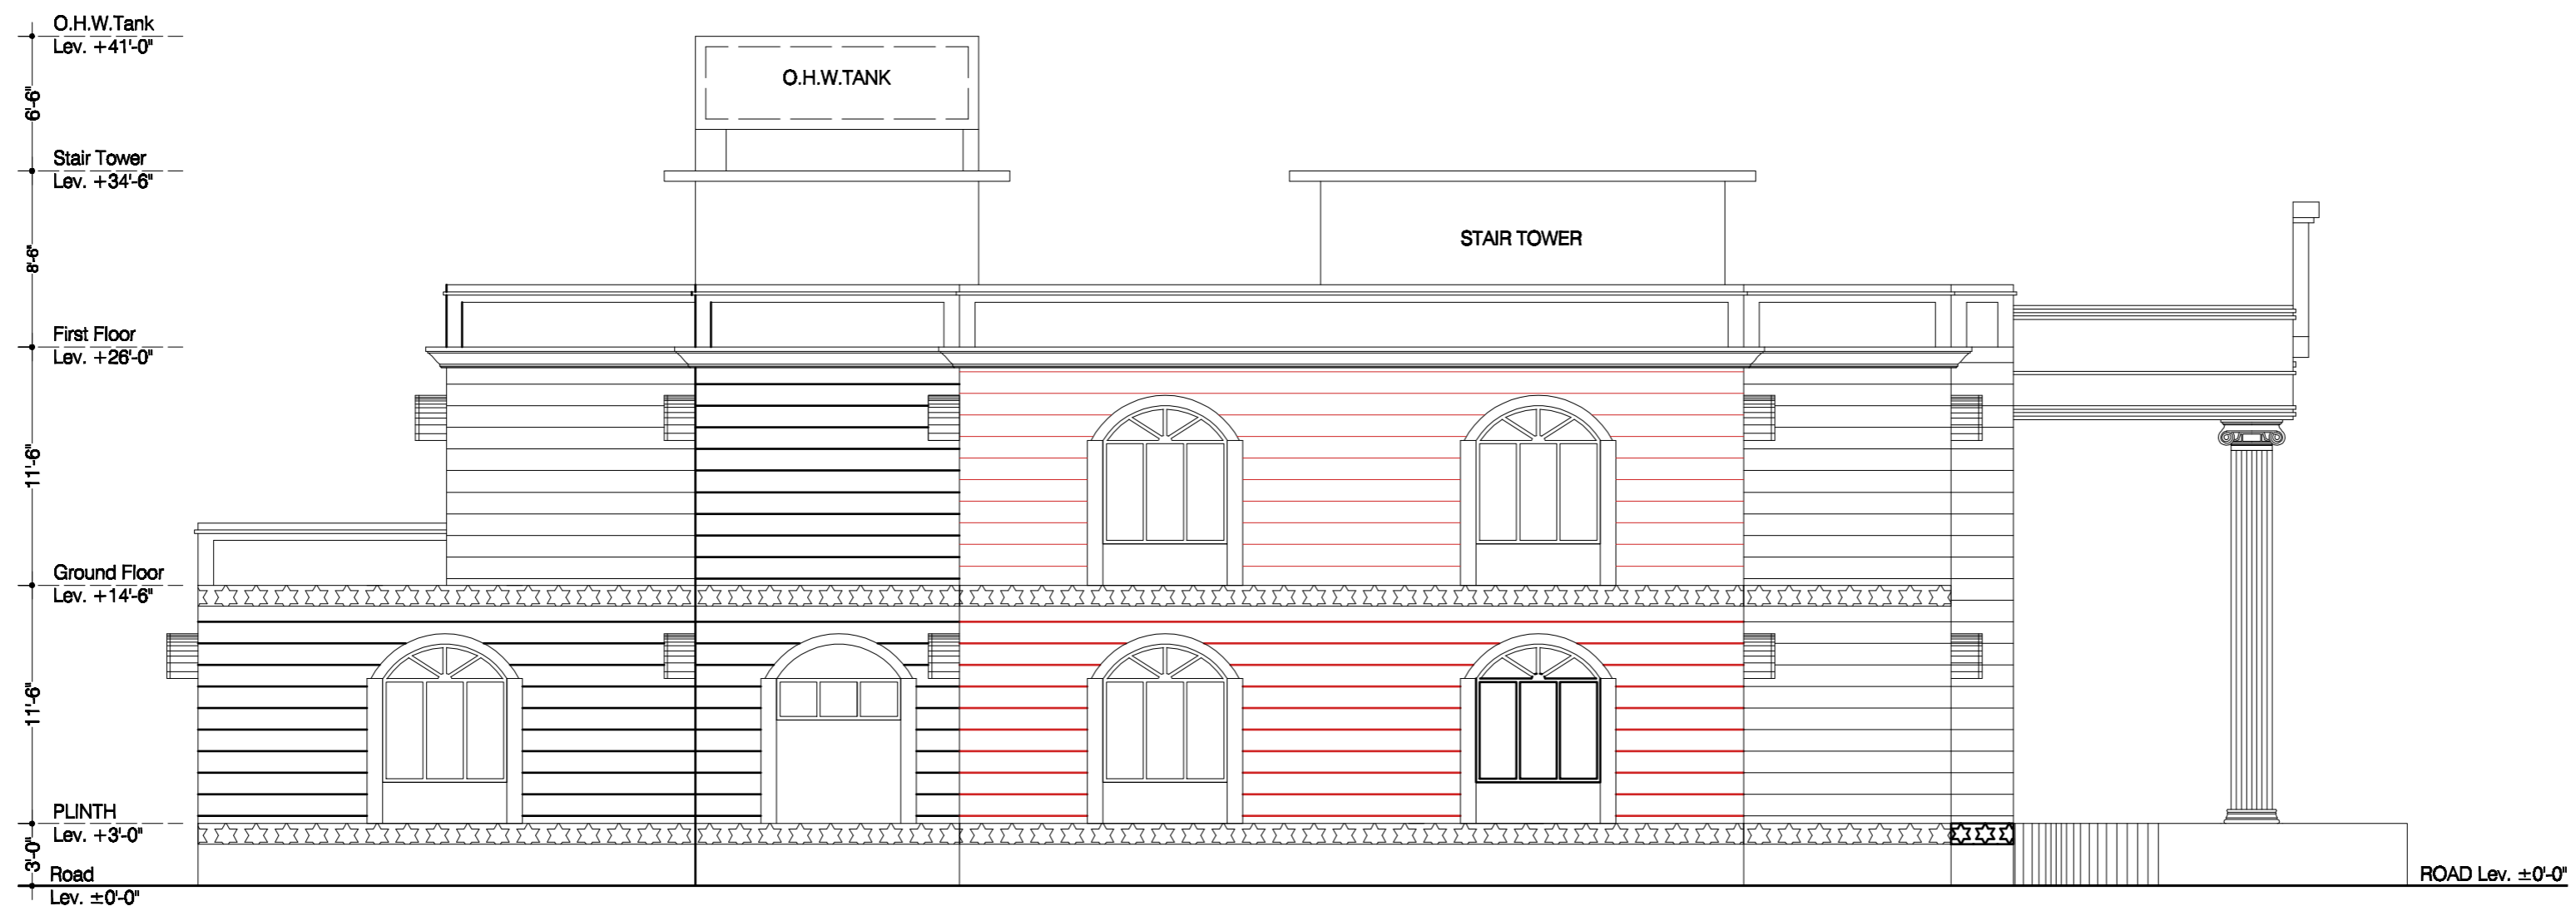 O.H.W.Tank
Lev. +41'-0"
6'-6"
O.H.W.TANK
Stair Tower
Lev. +34'-6"
8'-6"
STAIR TOWER
First Floor
Lev. +26'-0"
11'-6"
Ground Floor
Lev. +14'-6"
11'-6"
PLINTH
Lev. +3'-0"
3'-0"
Road
Lev. ±0'-0"
ROAD Lev. ±0'-0"